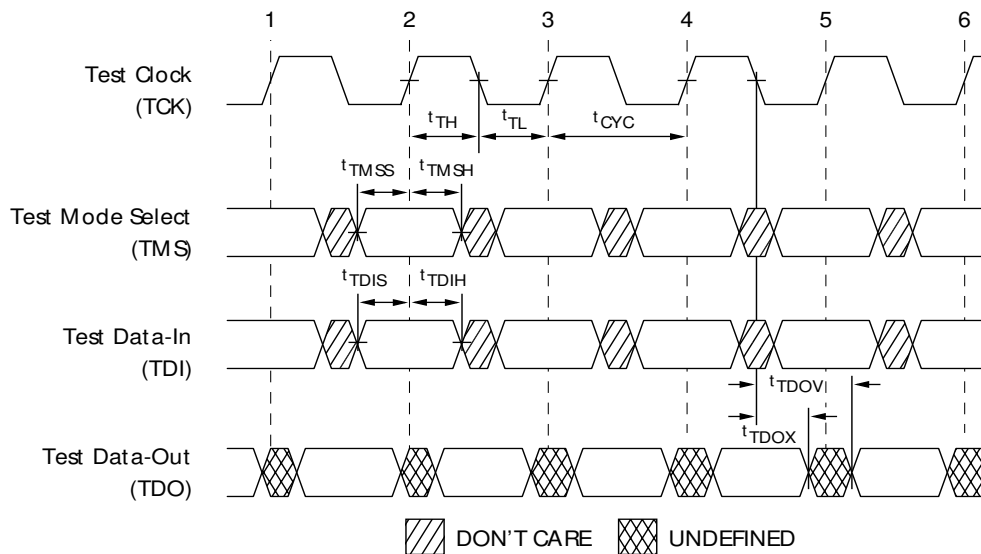 1 2 3 4 5 6
Test Clock
(TCK)
tTH tTL tCYC
tTMSS tTMSH
Test Mode Select
(TMS)
tTDIS tTDIH
Test Data-In
(TDI)
tTDOV
tTDOX
Test Data-Out
(TDO)
DON'T CARE UNDEFINED